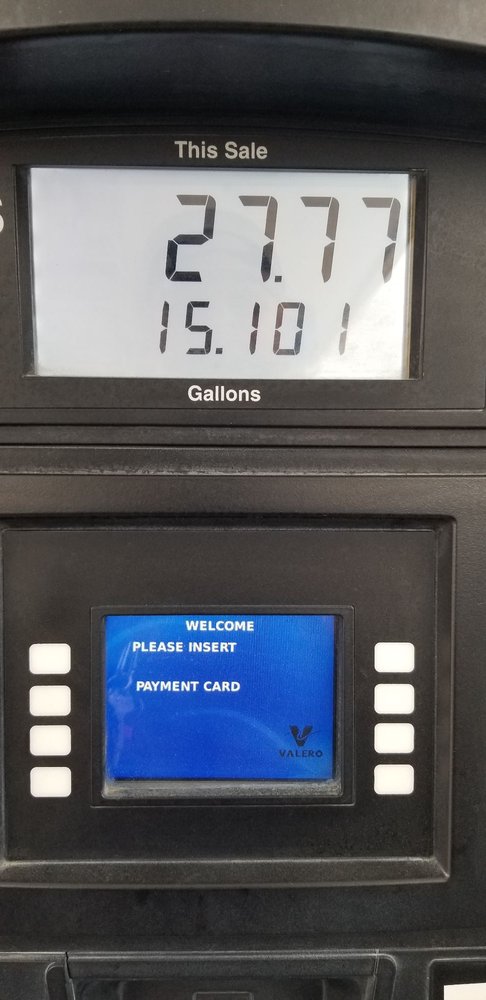 This Sale
27.77
15.101
Gallons
WELCOME
PLEASE INSERT
PAYMENT CARD
VALERO